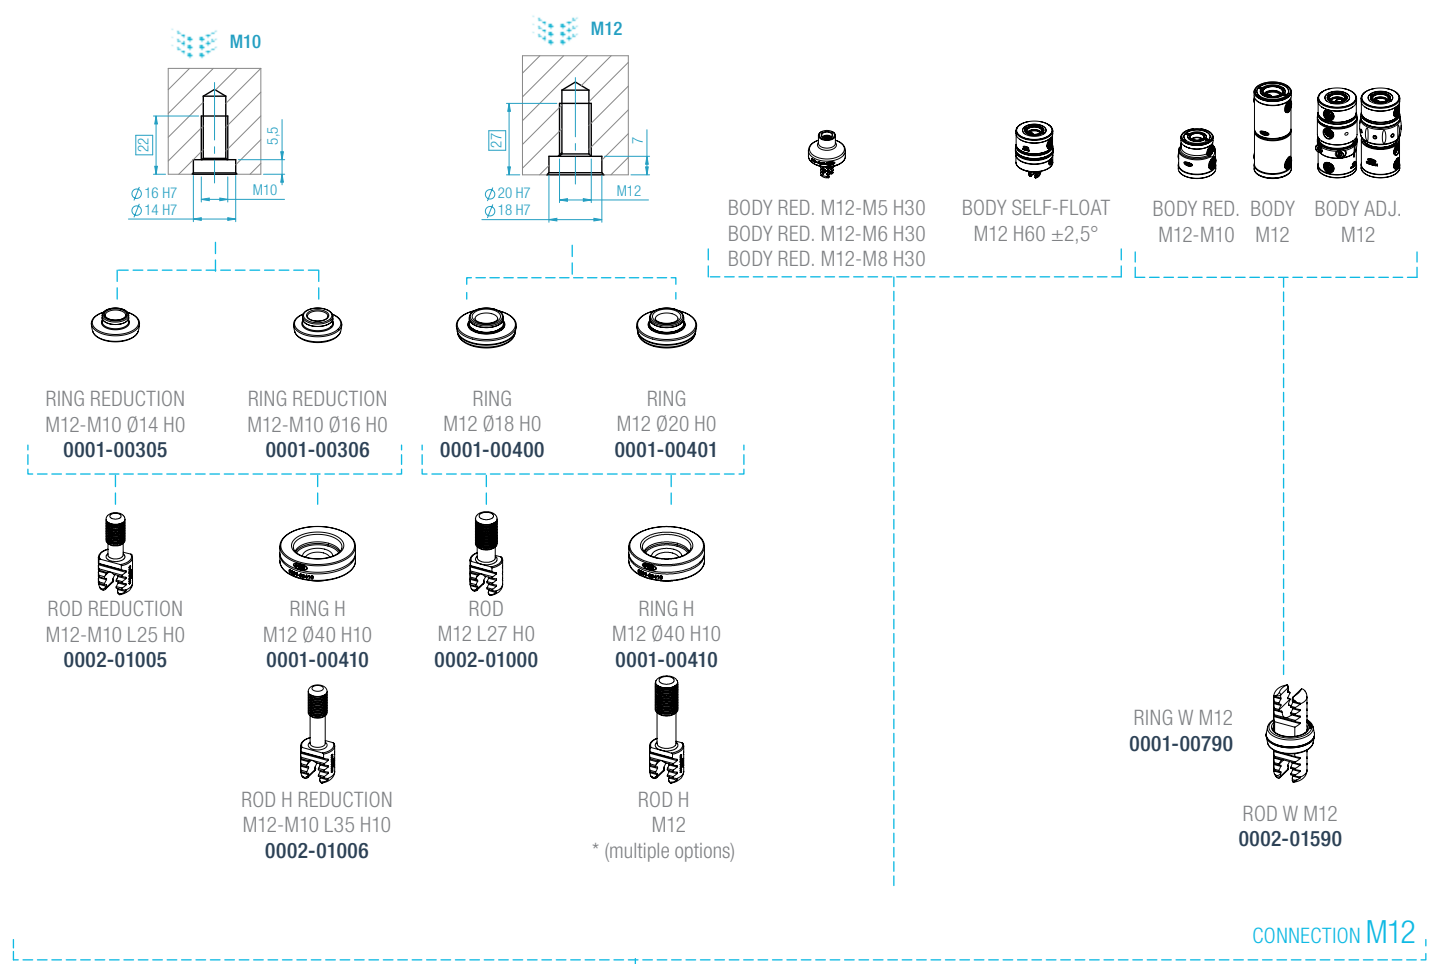 M10
M12
22
5,5
Ø16 H7
Ø14 H7
M10
27
7
Ø20 H7
Ø18 H7
M12
BODY RED. M12-M5 H30
BODY RED. M12-M6 H30
BODY RED. M12-M8 H30
BODY SELF-FLOAT
M12 H60 ±2,5°
BODY RED.
M12-M10
BODY
M12
BODY ADJ.
M12
RING REDUCTION
M12-M10 Ø14 H0
0001-00305
RING REDUCTION
M12-M10 Ø16 H0
0001-00306
RING
M12 Ø18 H0
0001-00400
RING
M12 Ø20 H0
0001-00401
ROD REDUCTION
M12-M10 L25 H0
0002-01005
RING H
M12 Ø40 H10
0001-00410
ROD
M12 L27 H0
0002-01000
RING H
M12 Ø40 H10
0001-00410
ROD H REDUCTION
M12-M10 L35 H10
0002-01006
ROD H
M12
* (multiple options)
RING W M12
0001-00790
ROD W M12
0002-01590
CONNECTION M12